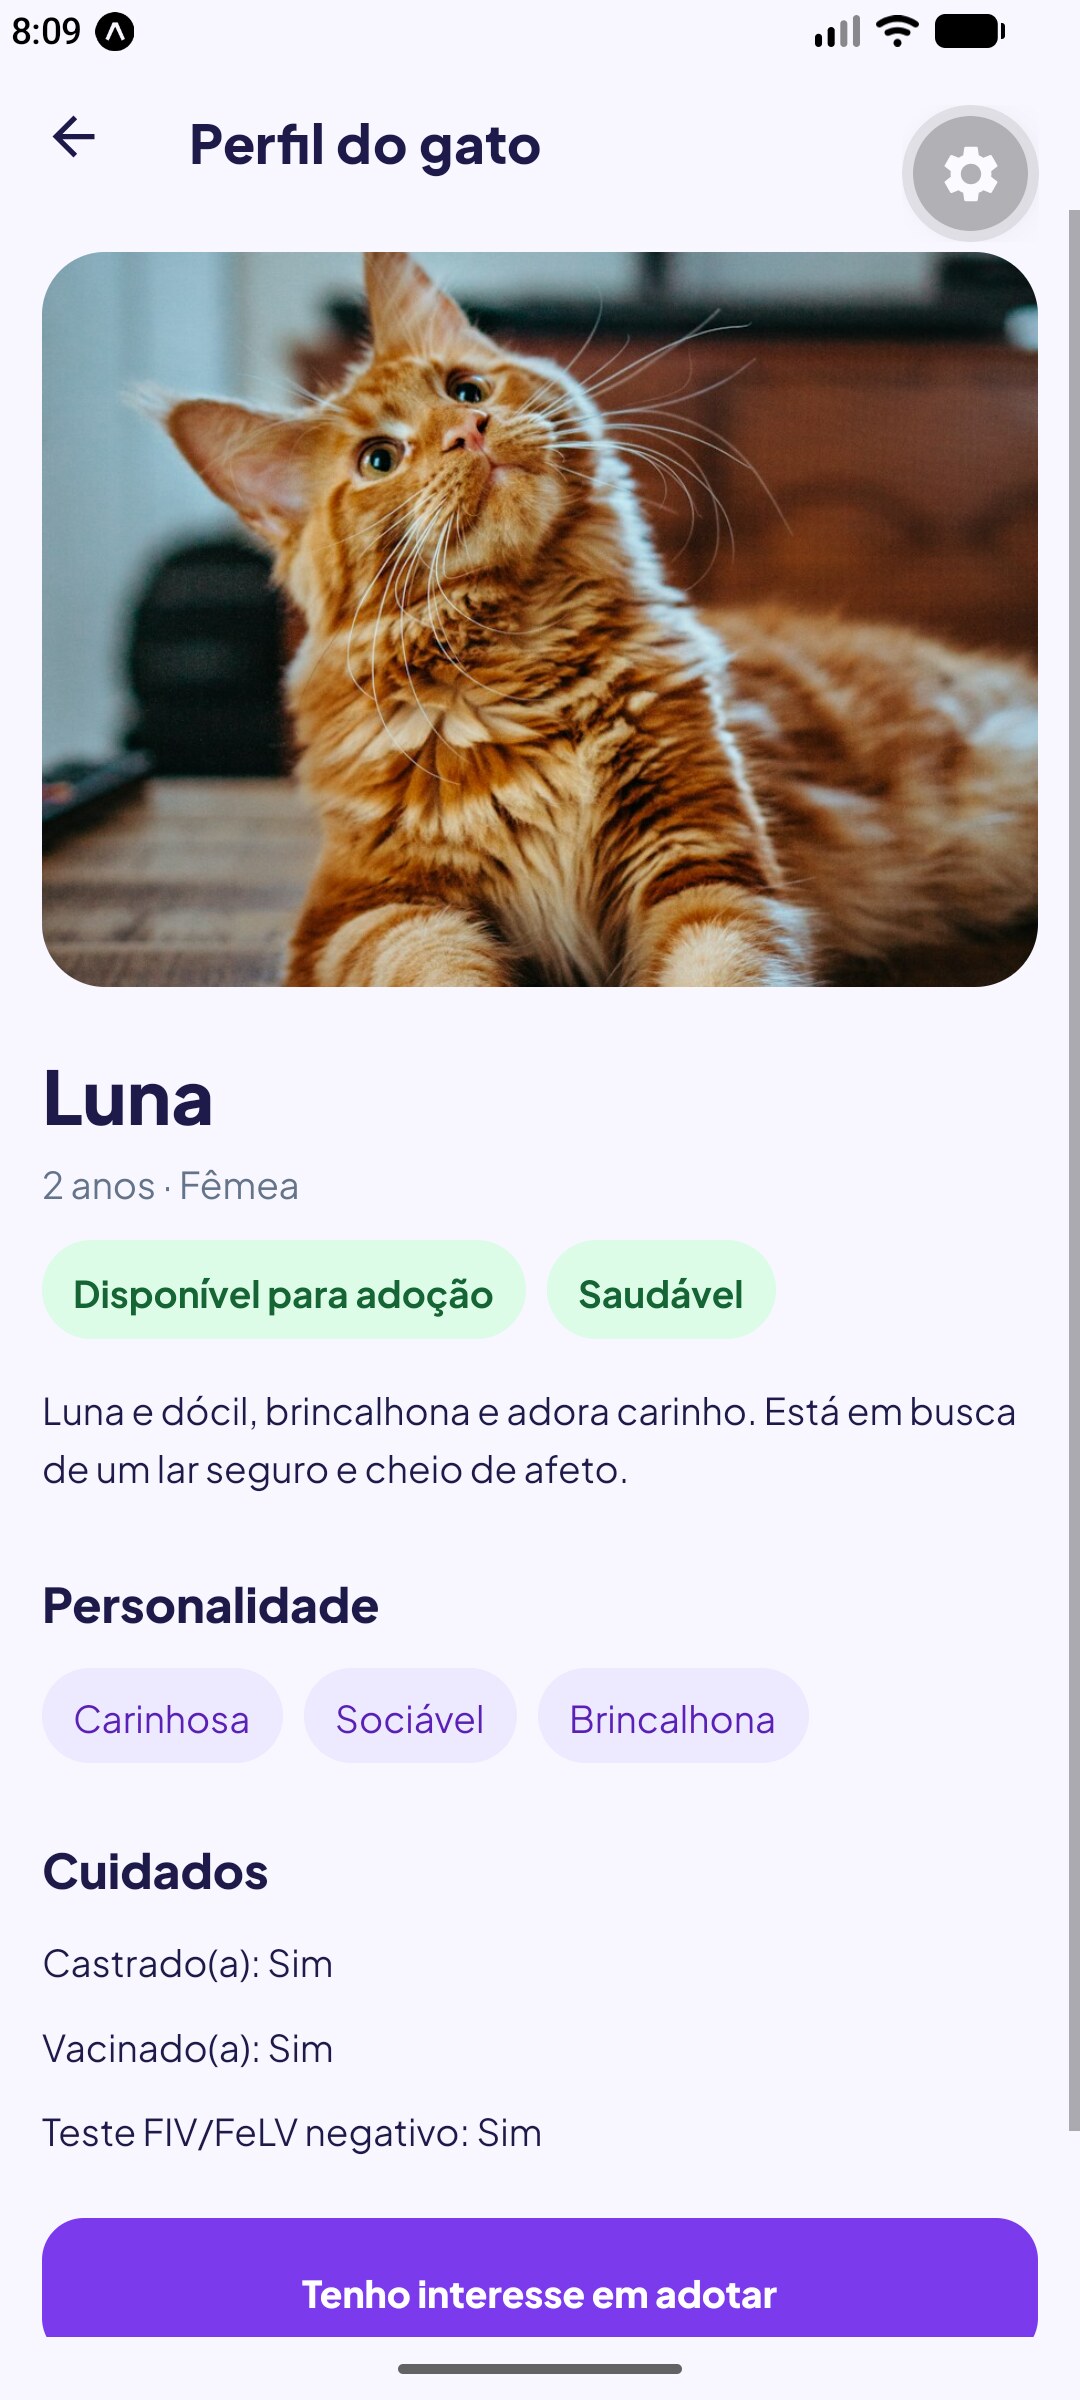 8:09
Perfil do gato
Luna
2 anos · Fêmea
Disponível para adoção
Saudável
Luna e dócil, brincalhona e adora carinho. Está em busca
de um lar seguro e cheio de afeto.
Personalidade
Carinhosa
Sociável
Brincalhona
Cuidados
Castrado(a): Sim
Vacinado(a): Sim
Teste FIV/FeLV negativo: Sim
Tenho interesse em adotar